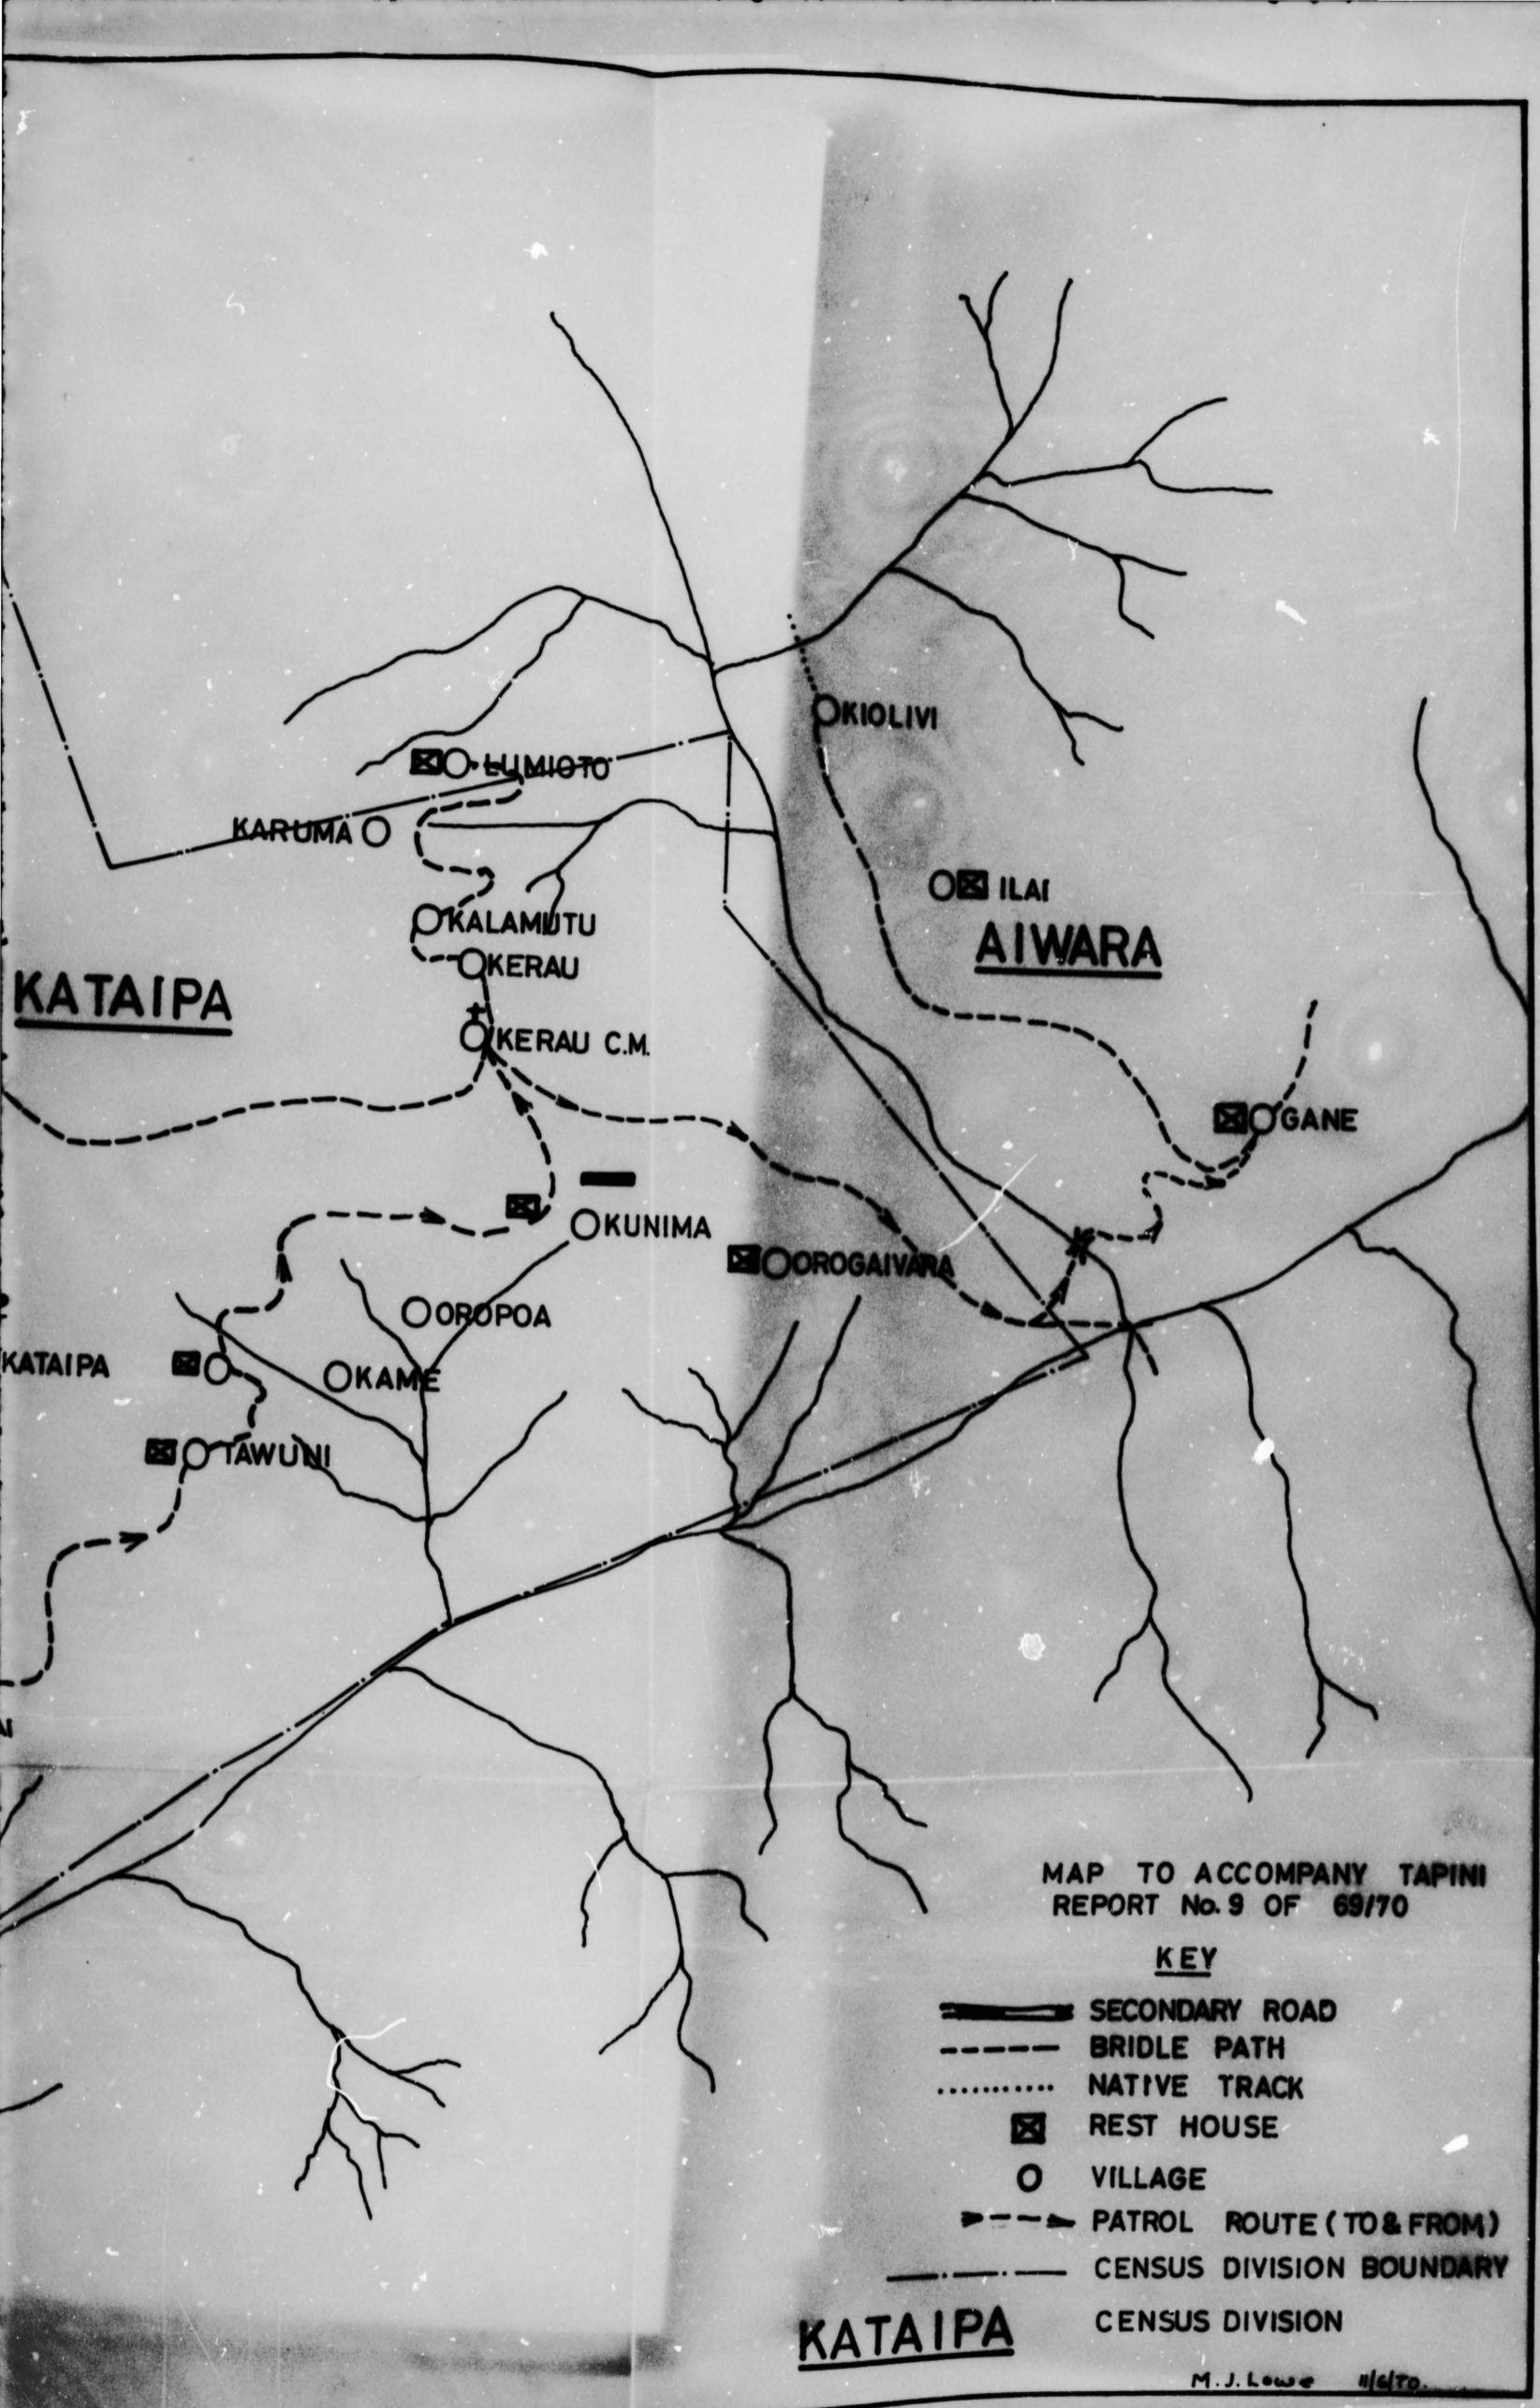 KIOLIVI
LUMIOTO
KARUMA
ILAI
KALAMUTU
AIWARA
KERAU
KATAIPA
KERAU C.M.
GANE
KUNIMA
OROGAIVARA
OROPOA
KATAIPA
KAME
TAWUNI
MAP TO ACCOMPANY TAPINI
REPORT No. 9 OF 69/70
KEY
SECONDARY ROAD
BRIDLE PATH
NATIVE TRACK
REST HOUSE
VILLAGE
PATROL ROUTE (TO & FROM)
CENSUS DIVISION BOUNDARY
KATAIPA CENSUS DIVISION
M.J. Lowe 11/6/70.